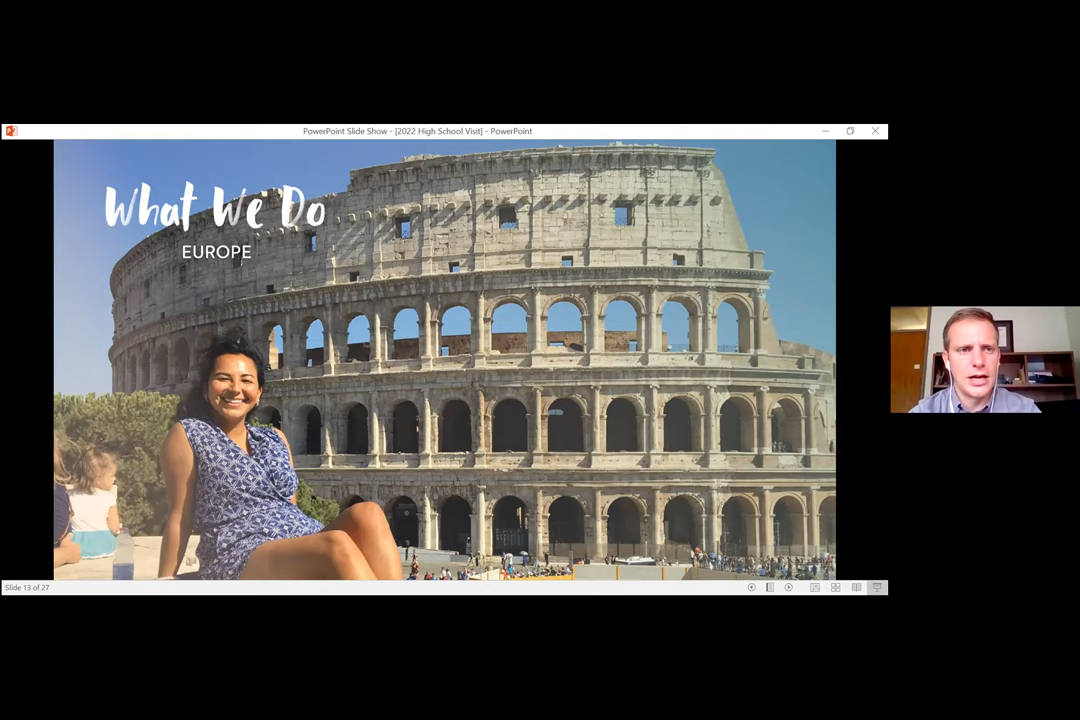 PowerPoint Slide Show - [2022 High School Visit] - PowerPoint
What We Do
EUROPE
Slide 13 of 27